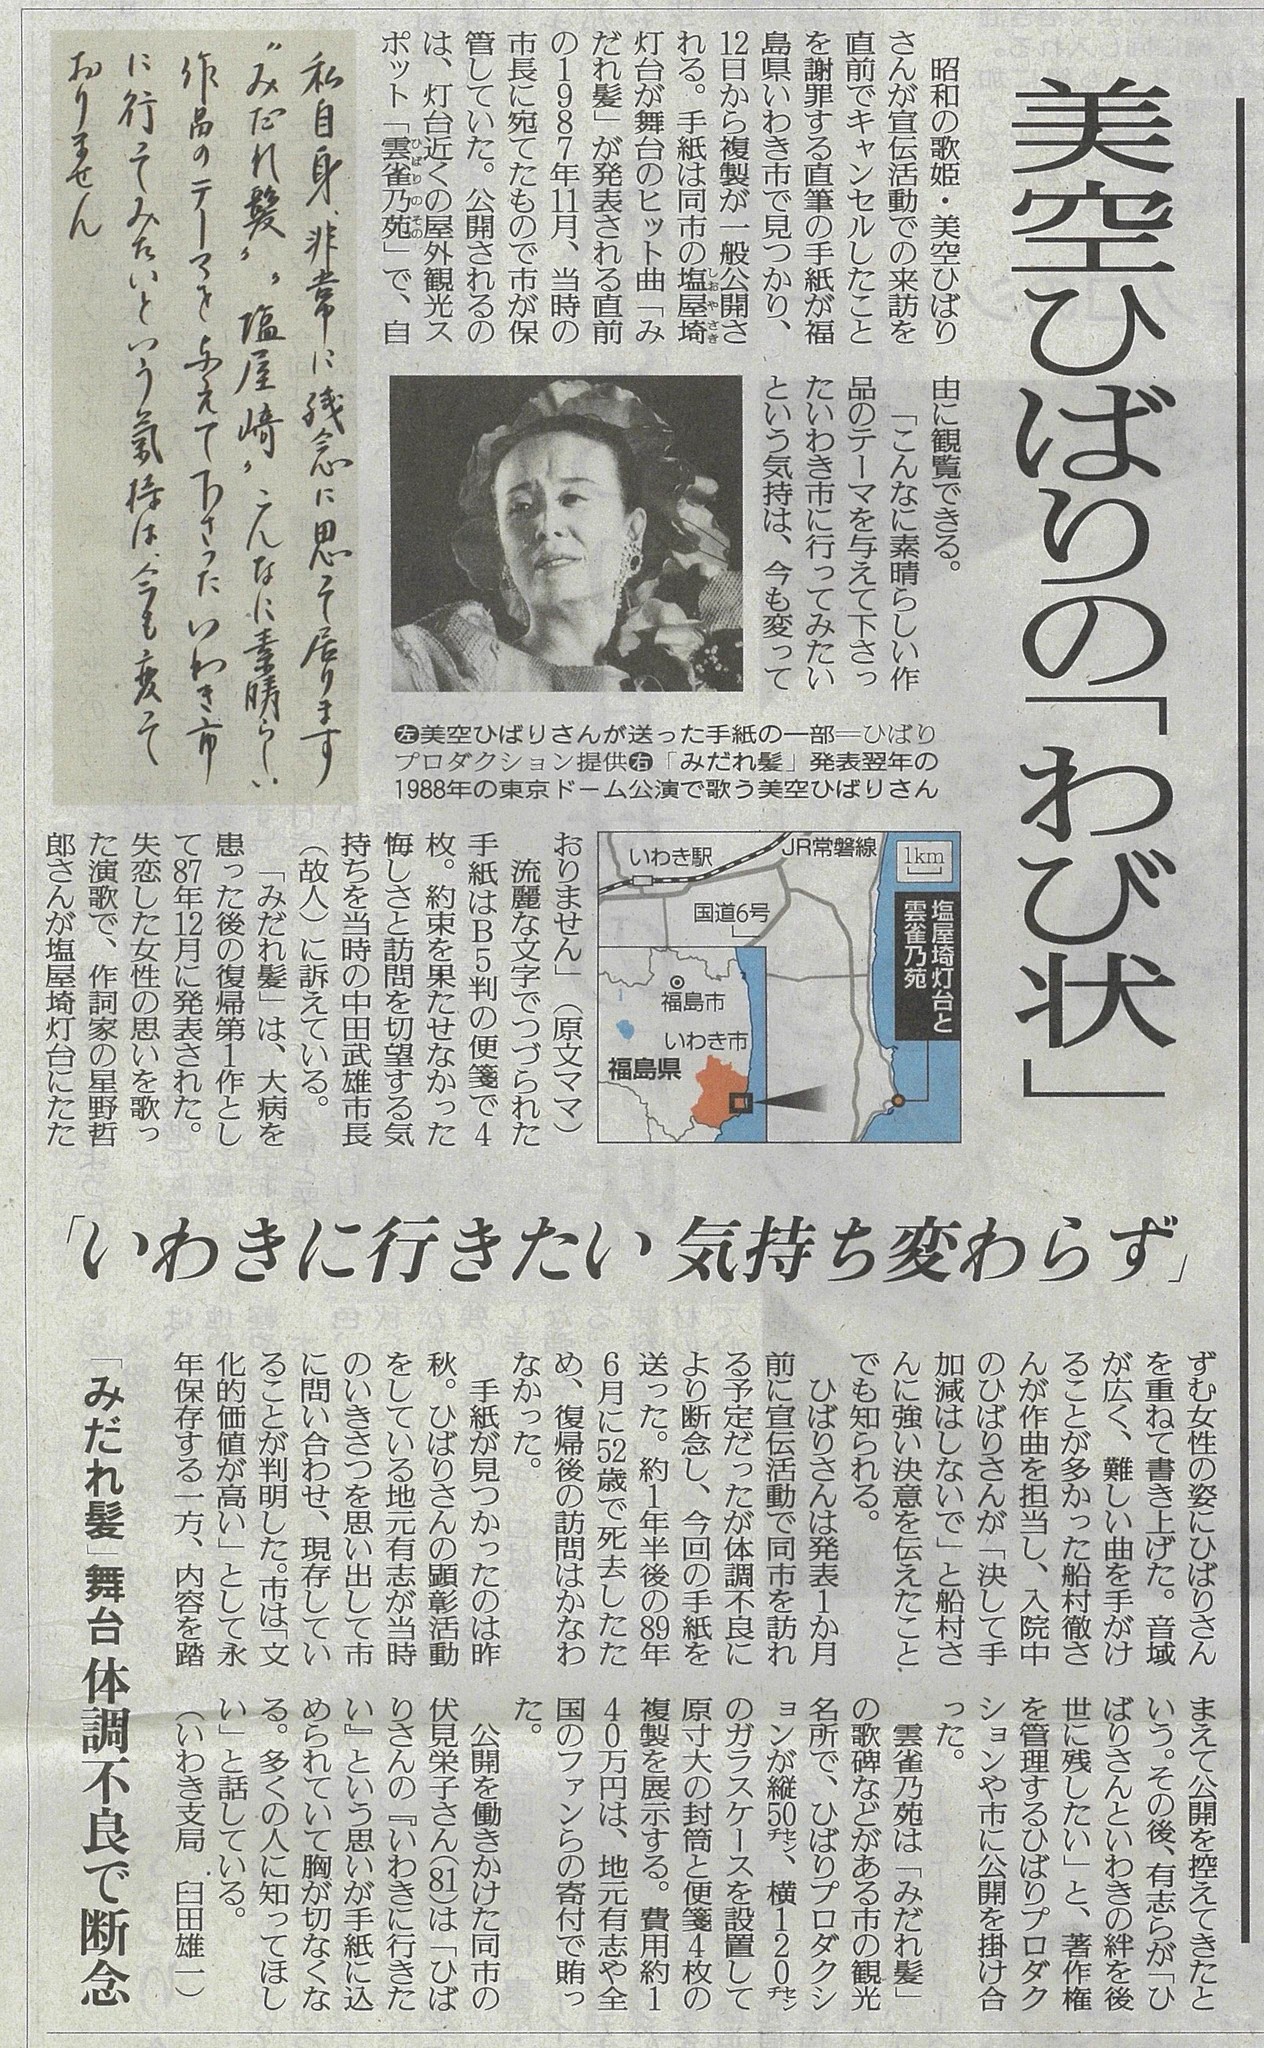 美空ひばりの「わび状」
昭和の歌姫・美空ひばり
さんが宣伝活動での来訪を
直前でキャンセルしたこと
を謝罪する直筆の手紙が福
島県いわき市で見つかり、
12日から複製が一般公開さ
れる。手紙は同市の塩屋埼
しおやさき
灯台が舞台のヒット曲「み
だれ髪」が発表される直前
の1987年11月、当時の
市長に宛てたもので市が保
管していた。公開されるの
は、灯台近くの屋外観光ス
ポット「雲雀乃苑」で、自
ひばりのその
由に観覧できる。
「こんなに素晴らしい作
品のテーマを与えて下さっ
たいわき市に行ってみたい
という気持は、今も変って
私自身、非常に残念に思って居ります
"みだれ髪" "塩屋崎" こんなに素晴らしい
作品のテーマを与えて下さったいわき市
に行ってみたいという気持は、今も変って
おりません
左美空ひばりさんが送った手紙の一部＝ひばり
プロダクション提供右「みだれ髪」発表翌年の
1988年の東京ドーム公演で歌う美空ひばりさん
1km
塩屋埼灯台と
雲雀乃苑
JR常磐線
いわき駅
国道6号
福島市
いわき市
福島県
おりません」（原文ママ）
流麗な文字でつづられた
手紙はB5判の便箋で4
枚。約束を果たせなかった
悔しさと訪問を切望する気
持ちを当時の中田武雄市長
（故人）に訴えている。
「みだれ髪」は、大病を
患った後の復帰第1作とし
て87年12月に発表された。
失恋した女性の思いを歌っ
た演歌で、作詞家の星野哲
郎さんが塩屋埼灯台にたた
「いわきに行きたい 気持ち変わらず」
ずむ女性の姿にひばりさん
を重ねて書き上げた。音域
が広く、難しい曲を手がけ
ることが多かった船村徹さ
んが作曲を担当し、入院中
のひばりさんが「決して手
加減はしないで」と船村さ
んに強い決意を伝えたこと
でも知られる。
ひばりさんは発表1か月
前に宣伝活動で同市を訪れ
る予定だったが体調不良に
より断念し、今回の手紙を
送った。約1年半後の89年
6月に52歳で死去したた
め、復帰後の訪問はかなわ
なかった。
手紙が見つかったのは昨
秋。ひばりさんの顕彰活動
をしている地元有志が当時
のいきさつを思い出して市
に問い合わせ、現存してい
ることが判明した。市は「文
化的価値が高い」として永
年保存する一方、内容を踏
まえて公開を控えてきたと
いう。その後、有志らが「ひ
ばりさんといわきの絆を後
世に残したい」と、著作権
を管理するひばりプロダク
ションや市に公開を掛け合
った。
雲雀乃苑は「みだれ髪」
の歌碑などがある市の観光
名所で、ひばりプロダクシ
ョンが縦50㌢、横120㌢
のガラスケースを設置して
原寸大の封筒と便箋4枚の
複製を展示する。費用約1
40万円は、地元有志や全
国のファンらの寄付で賄っ
た。
公開を働きかけた同市の
伏見栄子さん(81)は「ひば
りさんの『いわきに行きた
い』という思いが手紙に込
められていて胸が切なくな
る。多くの人に知ってほし
い」と話している。
（いわき支局 臼田雄一）
「みだれ髪」舞台 体調不良で断念